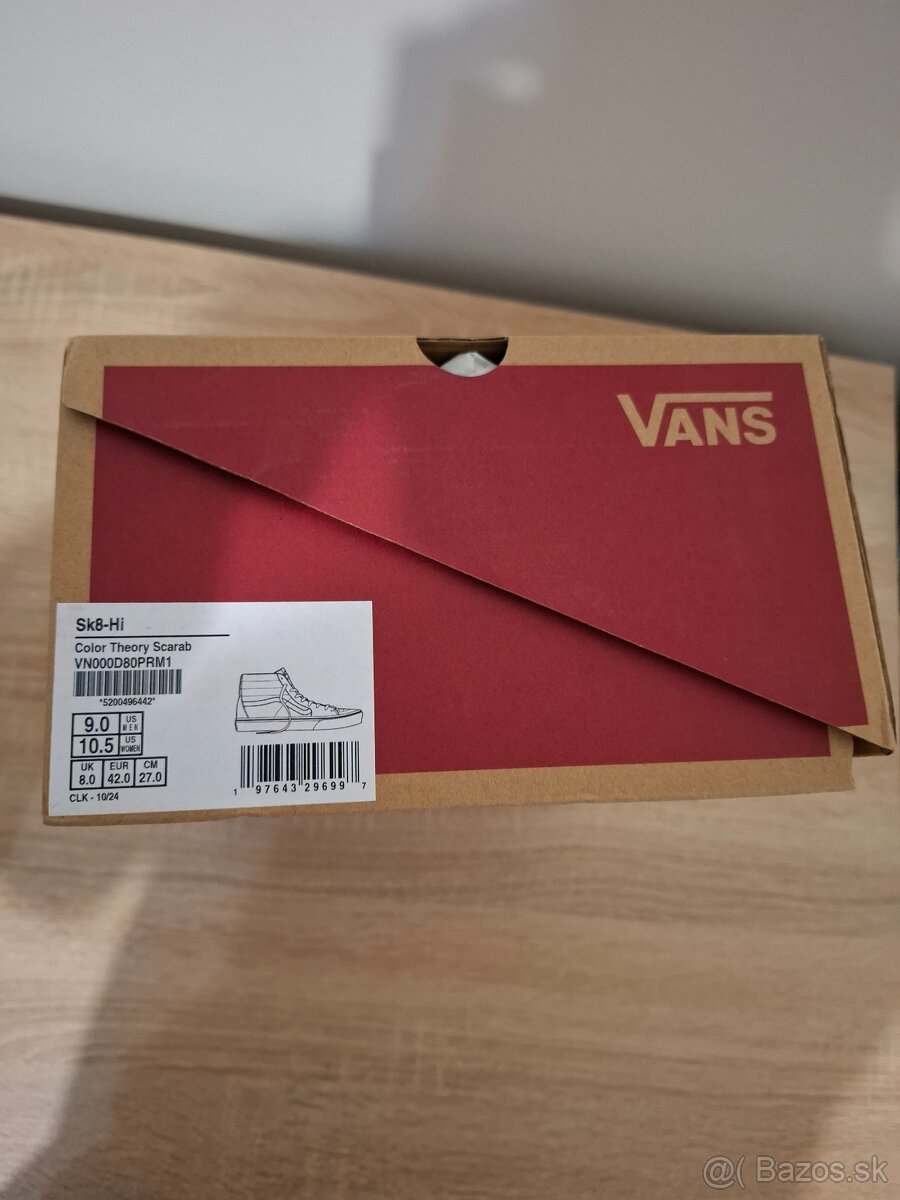 VANS
Sk8-Hi
Color Theory Scarab
VN000D80PRM1
*5200496442*
9.0 US MEN
10.5 US WOMEN
UK EUR CM
8.0 42.0 27.0
CLK - 10/24
1 97643 29699 7
@( Bazos.sk